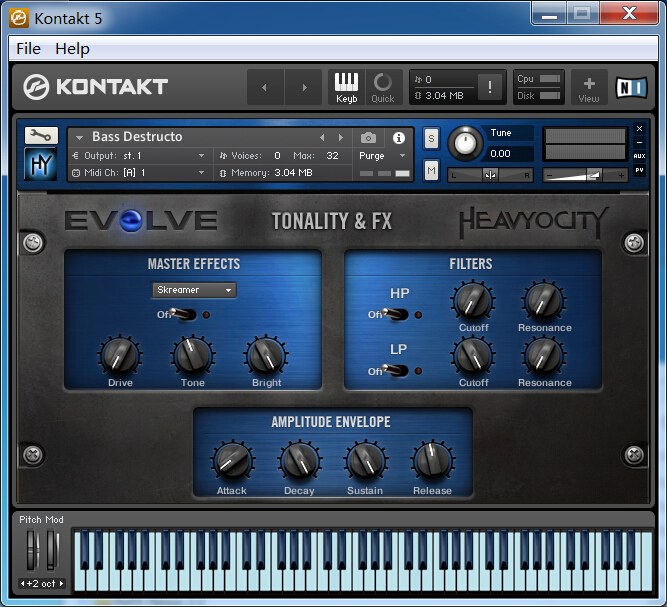 Kontakt 5
File Help
KONTAKT
Keyb
Quick
0
3.04 MB
!
Cpu
Disk
View
NI
HY
Bass Destructo
Output: st.1
Voices: 0 Max: 32
Purge
Midi Ch: [A] 1
Memory: 3.04 MB
S
M
Tune
0.00
L R
AUX
PV
EVOLVE
TONALITY & FX
HEAVYOCITY
MASTER EFFECTS
Skreamer
Off
Drive
Tone
Bright
FILTERS
HP
Off
Cutoff
Resonance
LP
Off
Cutoff
Resonance
AMPLITUDE ENVELOPE
Attack
Decay
Sustain
Release
Pitch Mod
+2 oct